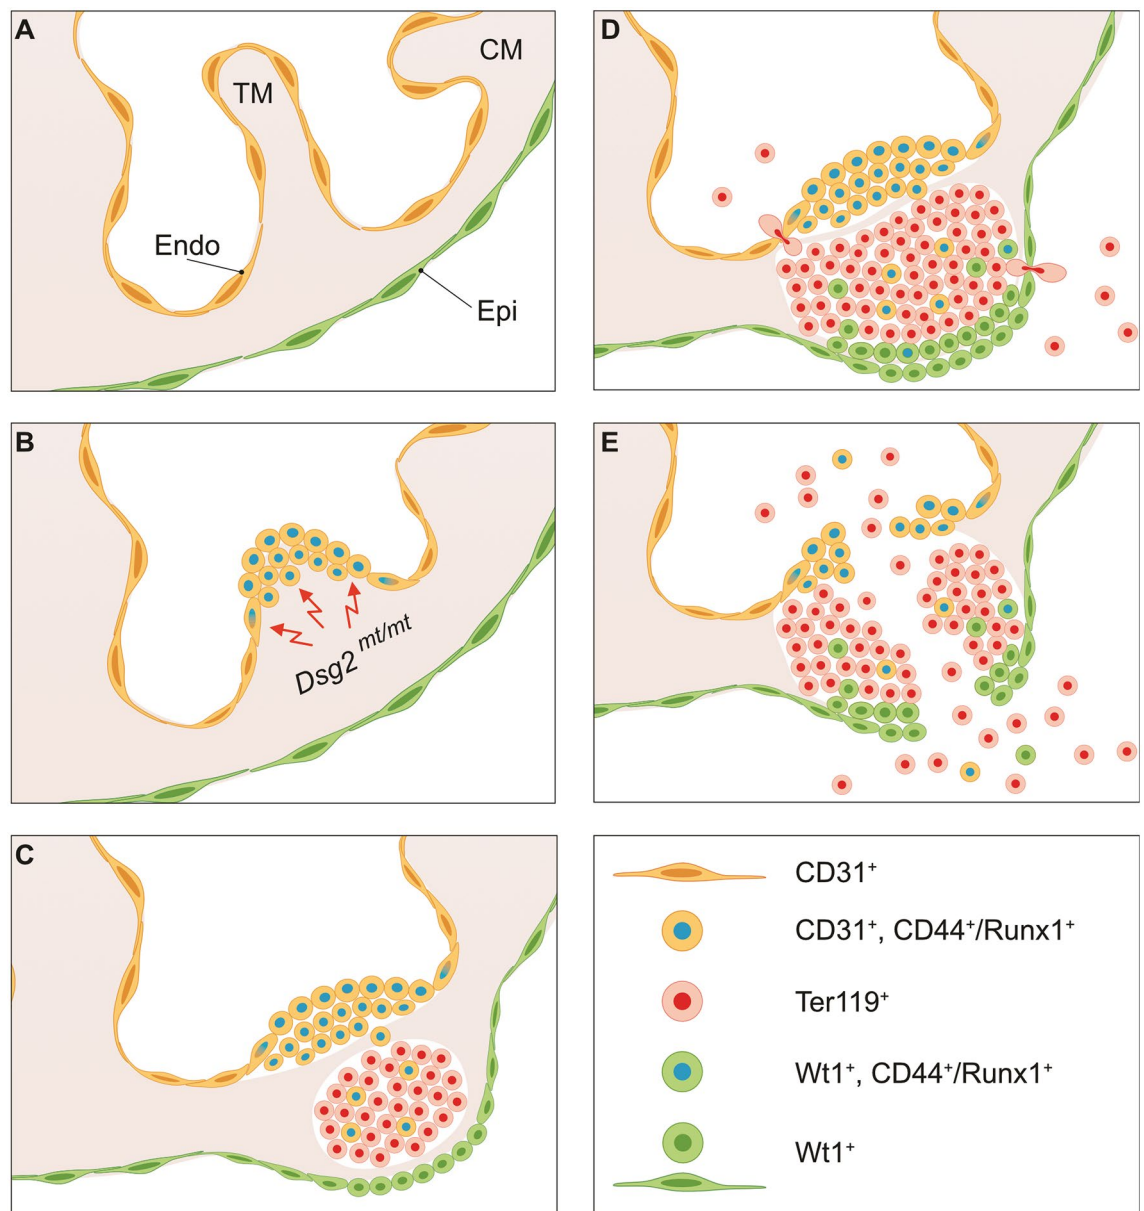 A
TM
CM
Endo
Epi
B
Dsg2 mt/mt
C
D
E
CD31⁺
CD31⁺, CD44⁺/Runx1⁺
Ter119⁺
Wt1⁺, CD44⁺/Runx1⁺
Wt1⁺